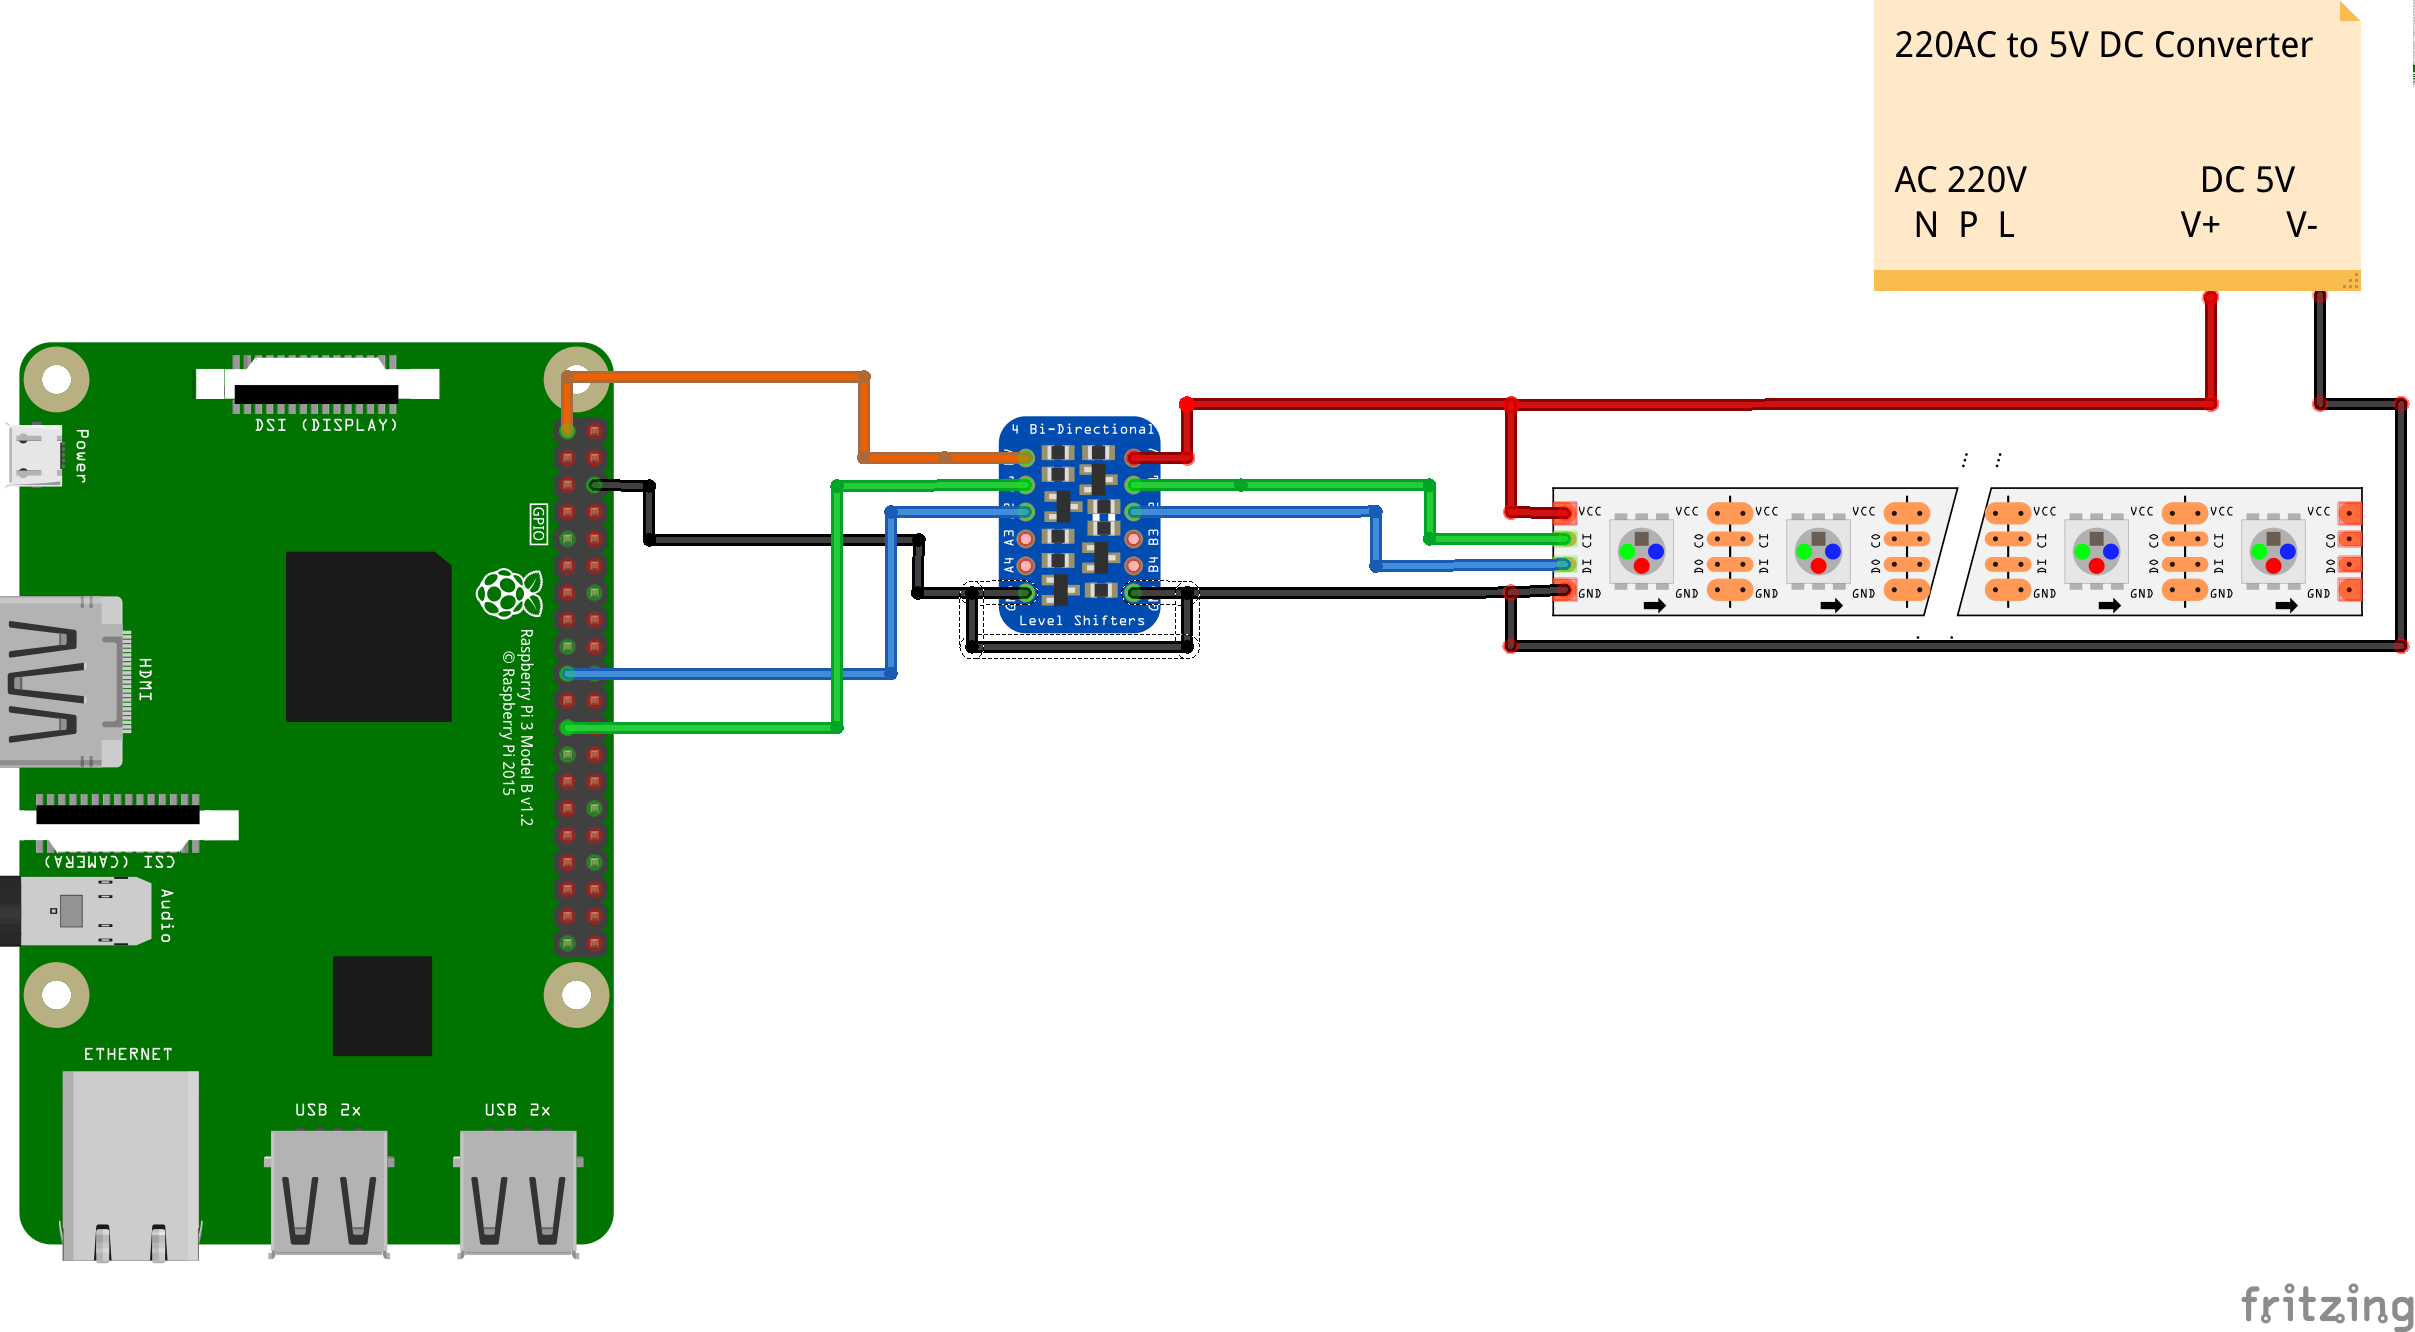 220AC to 5V DC Converter
AC 220V
DC 5V
N P L
V+
V-
DSI (DISPLAY)
Power
GPIO
HDMI
Raspberry Pi 3 Model B v1.2
© Raspberry Pi 2015
CSI (CAMERA)
Audio
ETHERNET
USB 2x
USB 2x
4 Bi-Directional
A3
B3
A4
B4
Level Shifters
VCC
VCC
VCC
VCC
VCC
VCC
VCC
VCC
CI
CO
CI
CO
CI
CO
CI
CO
DI
DO
DI
DO
DI
DO
DI
DO
GND
GND
GND
GND
GND
GND
GND
GND
fritzing